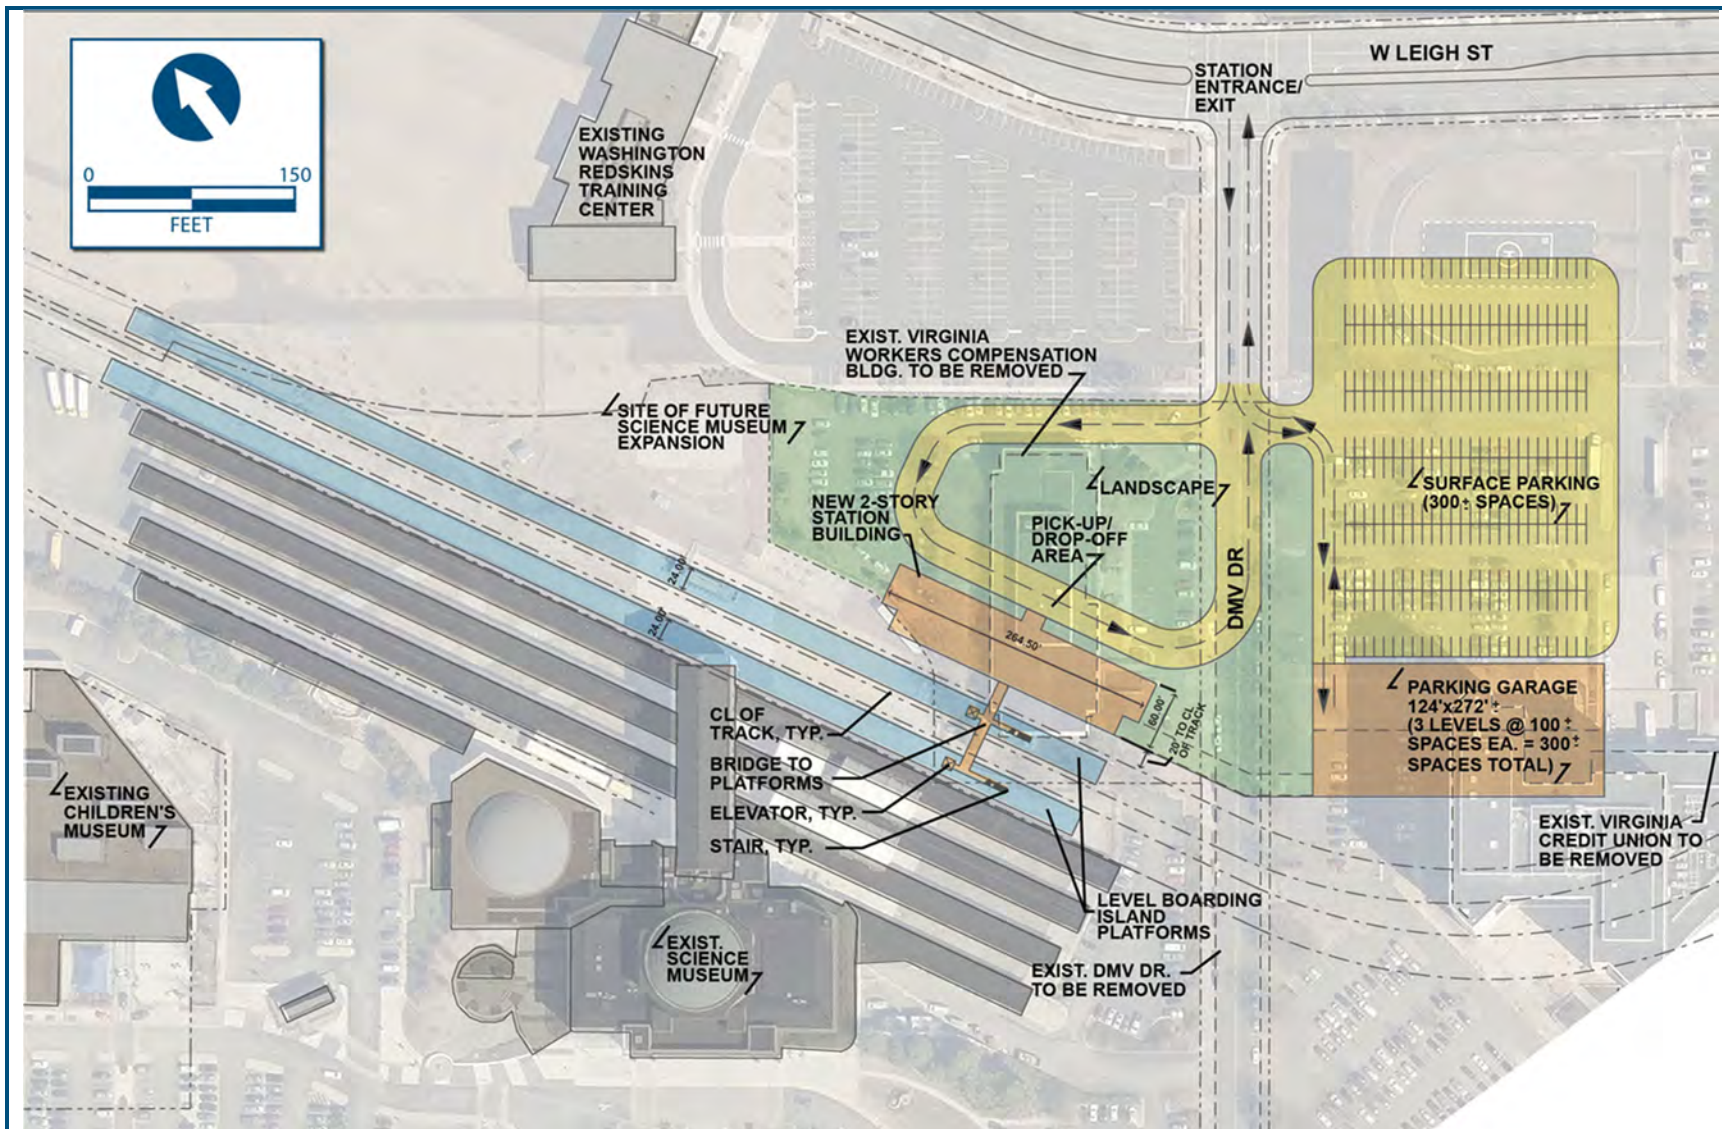 W LEIGH ST
STATION
ENTRANCE/
EXIT
0 150
FEET
EXISTING
WASHINGTON
REDSKINS
TRAINING
CENTER
H
EXIST. VIRGINIA
WORKERS COMPENSATION
BLDG. TO BE REMOVED
SITE OF FUTURE
SCIENCE MUSEUM
EXPANSION
LANDSCAPE
SURFACE PARKING
(300± SPACES)
NEW 2-STORY
STATION
BUILDING
PICK-UP/
DROP-OFF
AREA
DMV DR
24.00'
24.00'
264.50'
60.00'
20' TO CL
OF TRACK
PARKING GARAGE
124'x272' ±
(3 LEVELS @ 100 ±
SPACES EA. = 300±
SPACES TOTAL)
CL OF
TRACK, TYP.
BRIDGE TO
PLATFORMS
ELEVATOR, TYP.
STAIR, TYP.
EXISTING
CHILDREN'S
MUSEUM
EXIST. VIRGINIA
CREDIT UNION TO
BE REMOVED
LEVEL BOARDING
ISLAND
PLATFORMS
EXIST.
SCIENCE
MUSEUM
EXIST. DMV DR.
TO BE REMOVED